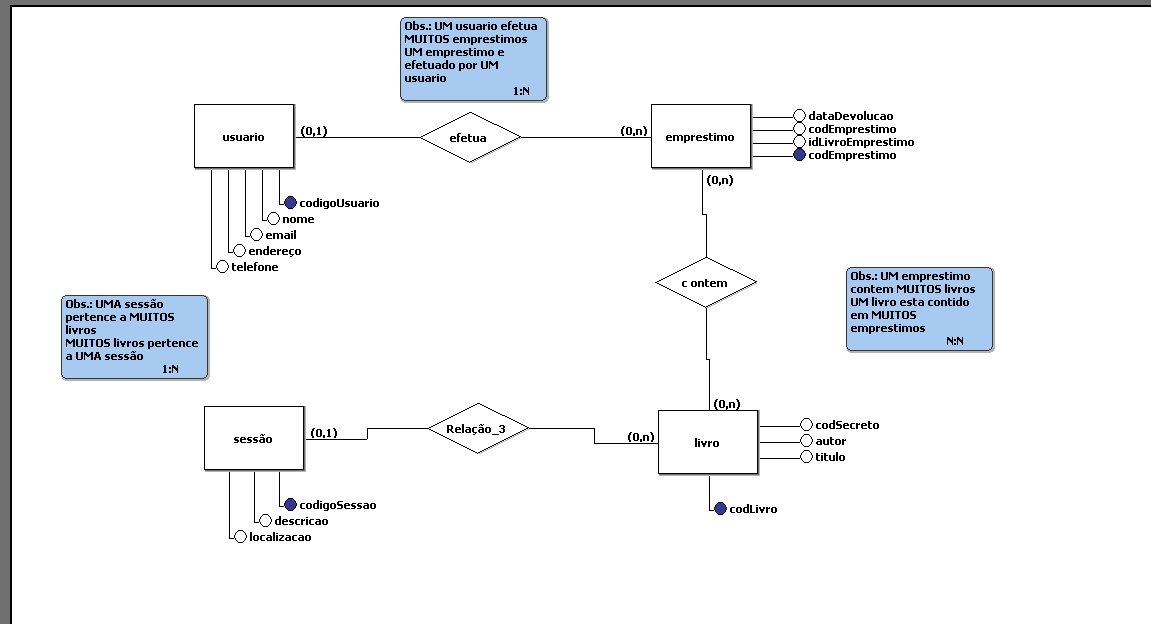 Obs.: UM usuario efetua
MUITOS emprestimos
UM emprestimo e
efetuado por UM
usuario
1:N
usuario
(0,1)
efetua
(0,n)
emprestimo
dataDevolucao
codEmprestimo
idLivroEmprestimo
codEmprestimo
(0,n)
codigoUsuario
nome
email
endereço
telefone
c ontem
Obs.: UM emprestimo
contem MUITOS livros
UM livro esta contido
em MUITOS
emprestimos
N:N
Obs.: UMA sessão
pertence a MUITOS
livros
MUITOS livros pertence
a UMA sessão
1:N
sessão
(0,1)
Relação_3
(0,n)
(0,n)
livro
codSecreto
autor
titulo
codLivro
codigoSessao
descricao
localizacao